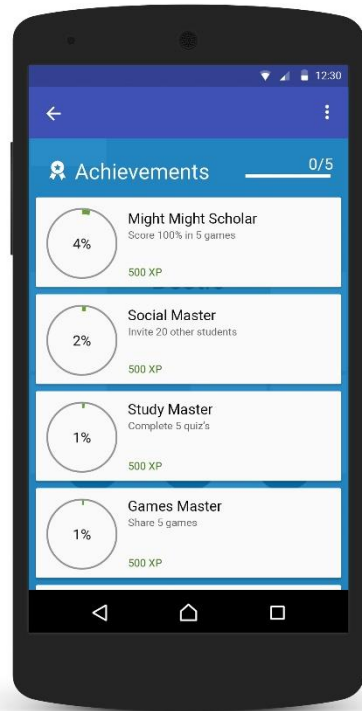 12:30
Achievements
0/5
4%
Might Might Scholar
Score 100% in 5 games
500 XP
2%
Social Master
Invite 20 other students
500 XP
1%
Study Master
Complete 5 quiz's
500 XP
1%
Games Master
Share 5 games
500 XP